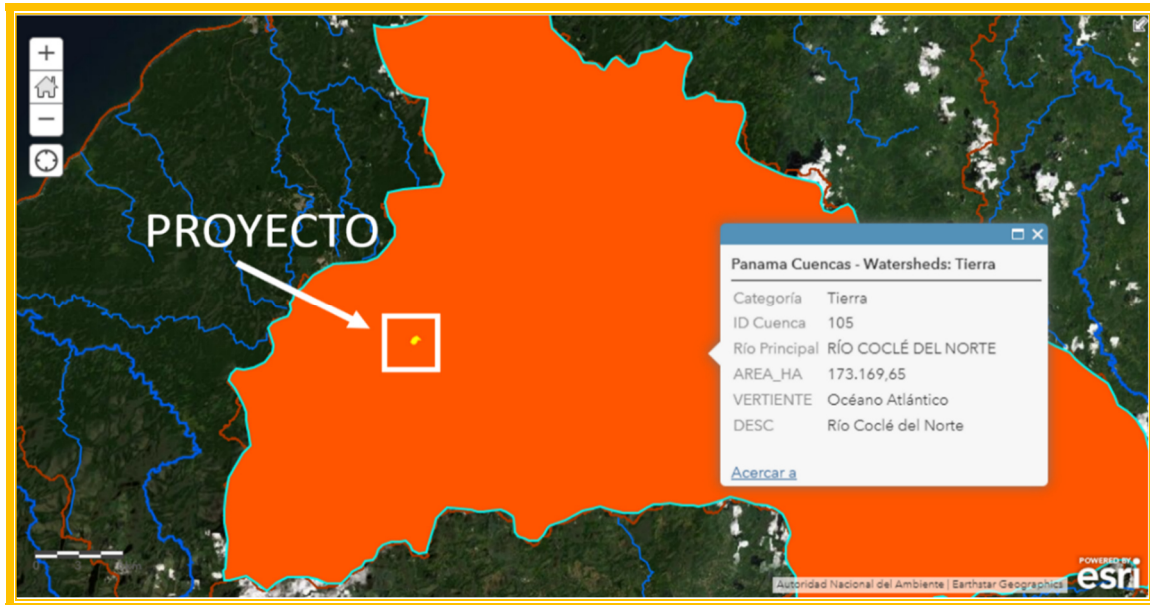 PROYECTO
Panama Cuencas - Watersheds: Tierra
Categoría Tierra
ID Cuenca 105
Río Principal RÍO COCLÉ DEL NORTE
AREA_HA 173.169,65
VERTIENTE Océano Atlántico
DESC Río Coclé del Norte
Acercar a
Autoridad Nacional del Ambiente | Earthstar Geographics
POWERED BY
esri